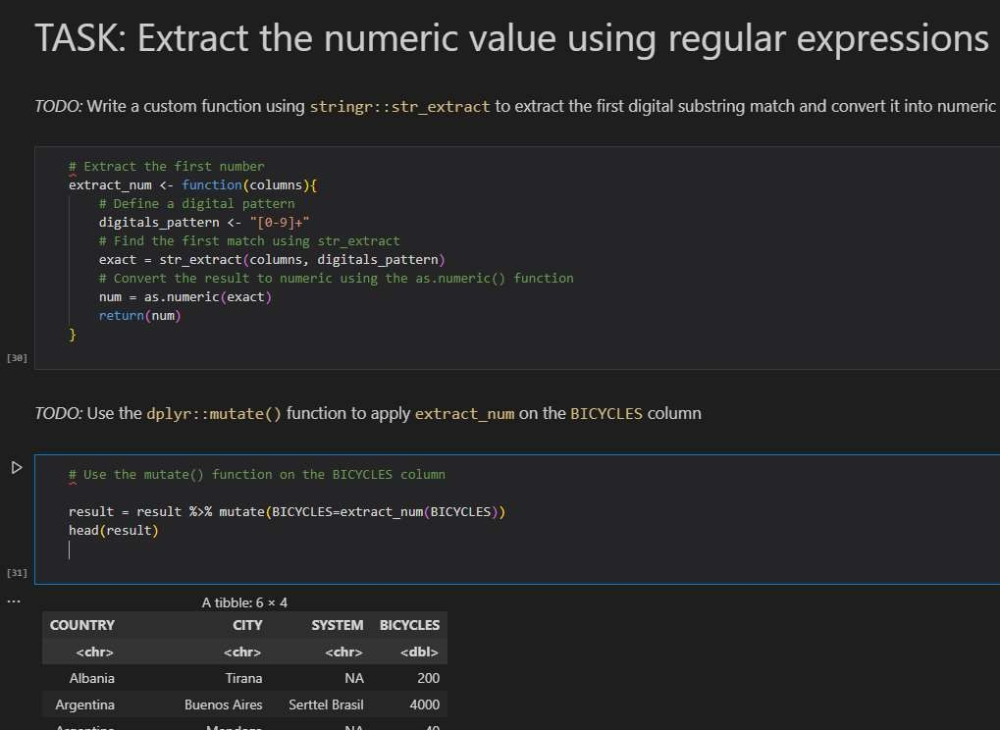 TASK: Extract the numeric value using regular expressions
TODO: Write a custom function using stringr::str_extract to extract the first digital substring match and convert it into numeric
# Extract the first number
extract_num <- function(columns){
# Define a digital pattern
digitals_pattern <- "[0-9]+"
# Find the first match using str_extract
exact = str_extract(columns, digitals_pattern)
# Convert the result to numeric using the as.numeric() function
num = as.numeric(exact)
return(num)
}
[30]
TODO: Use the dplyr::mutate() function to apply extract_num on the BICYCLES column
# Use the mutate() function on the BICYCLES column
result = result %>% mutate(BICYCLES=extract_num(BICYCLES))
head(result)
[31]
...
A tibble: 6 × 4
COUNTRY CITY SYSTEM BICYCLES
<chr> <chr> <chr> <dbl>
Albania Tirana NA 200
Argentina Buenos Aires Serttel Brasil 4000
Argentina Mendoza NA 40